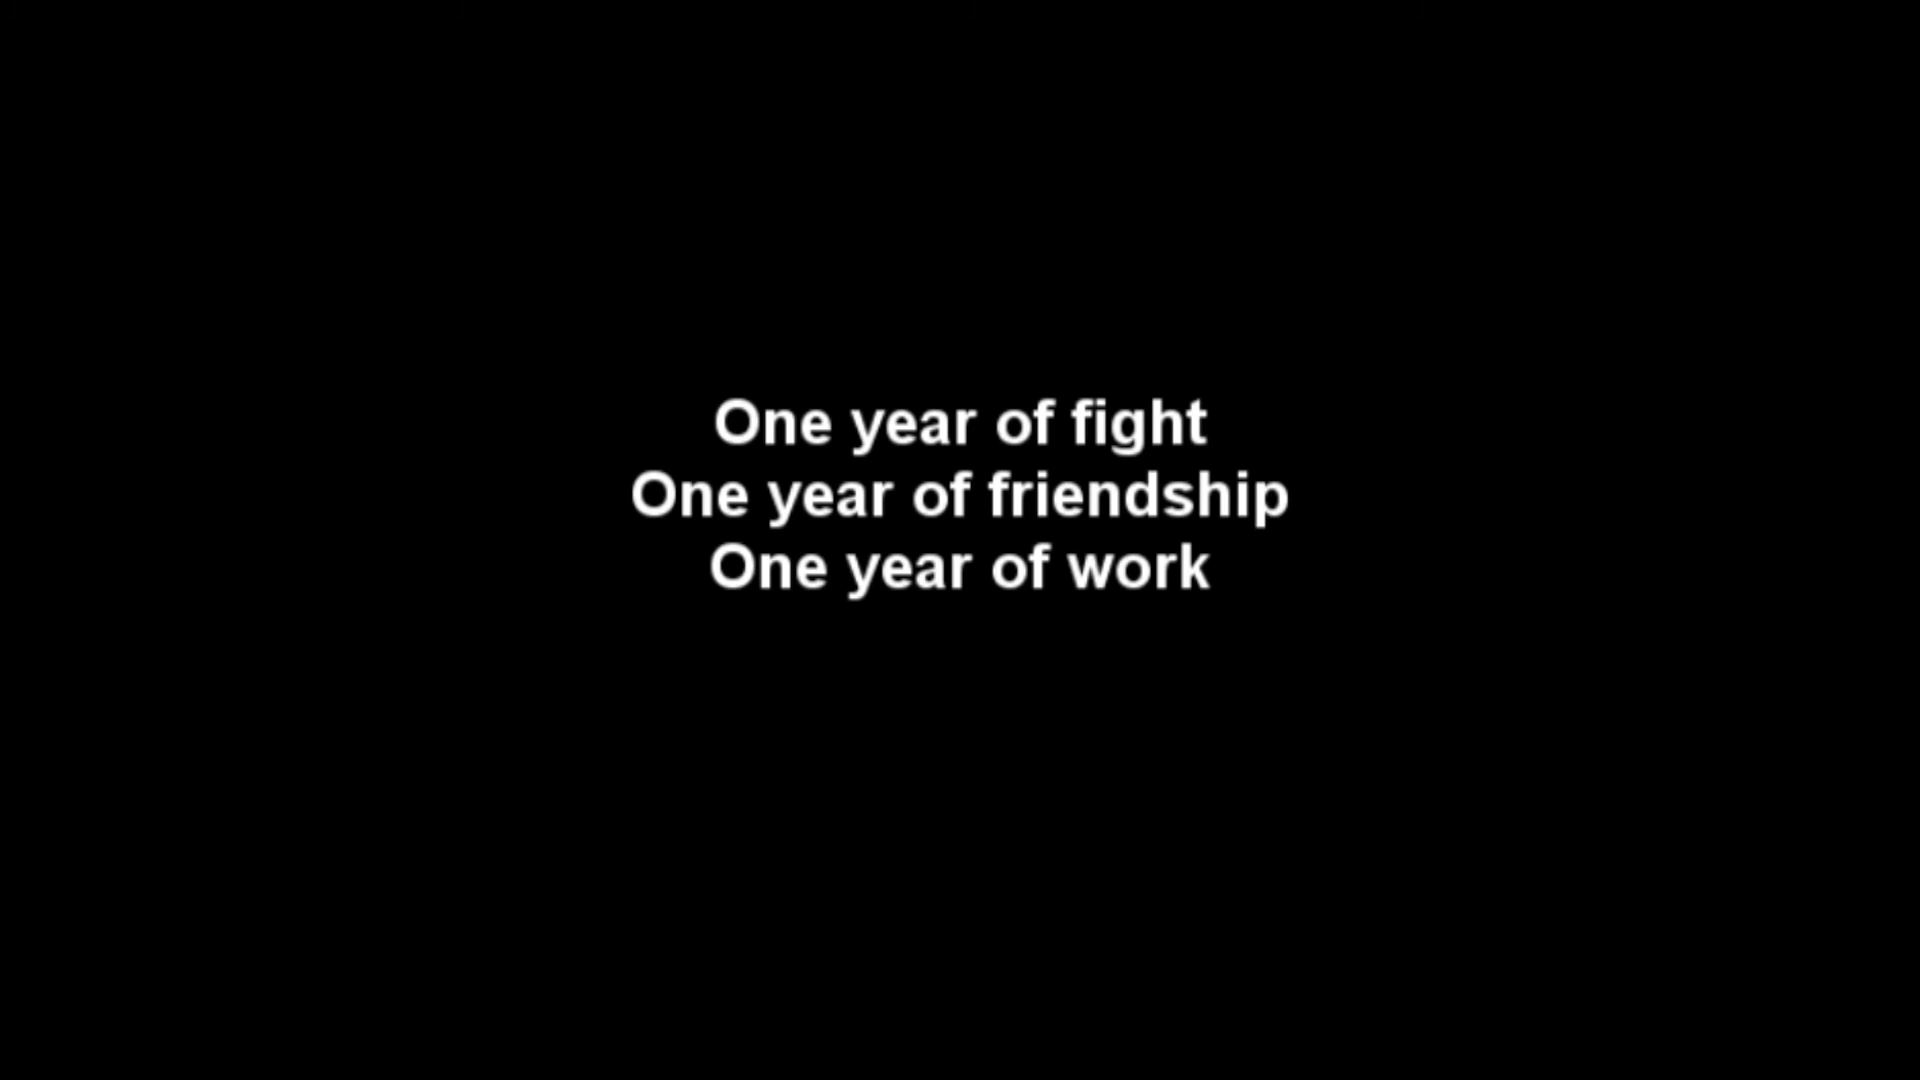 One year of fight
One year of friendship
One year of work